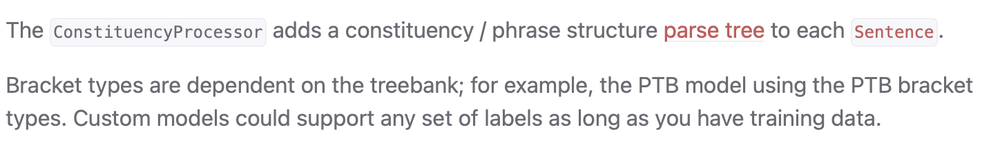 The ConstituencyProcessor adds a constituency / phrase structure parse tree to each Sentence.
Bracket types are dependent on the treebank; for example, the PTB model using the PTB bracket
types. Custom models could support any set of labels as long as you have training data.